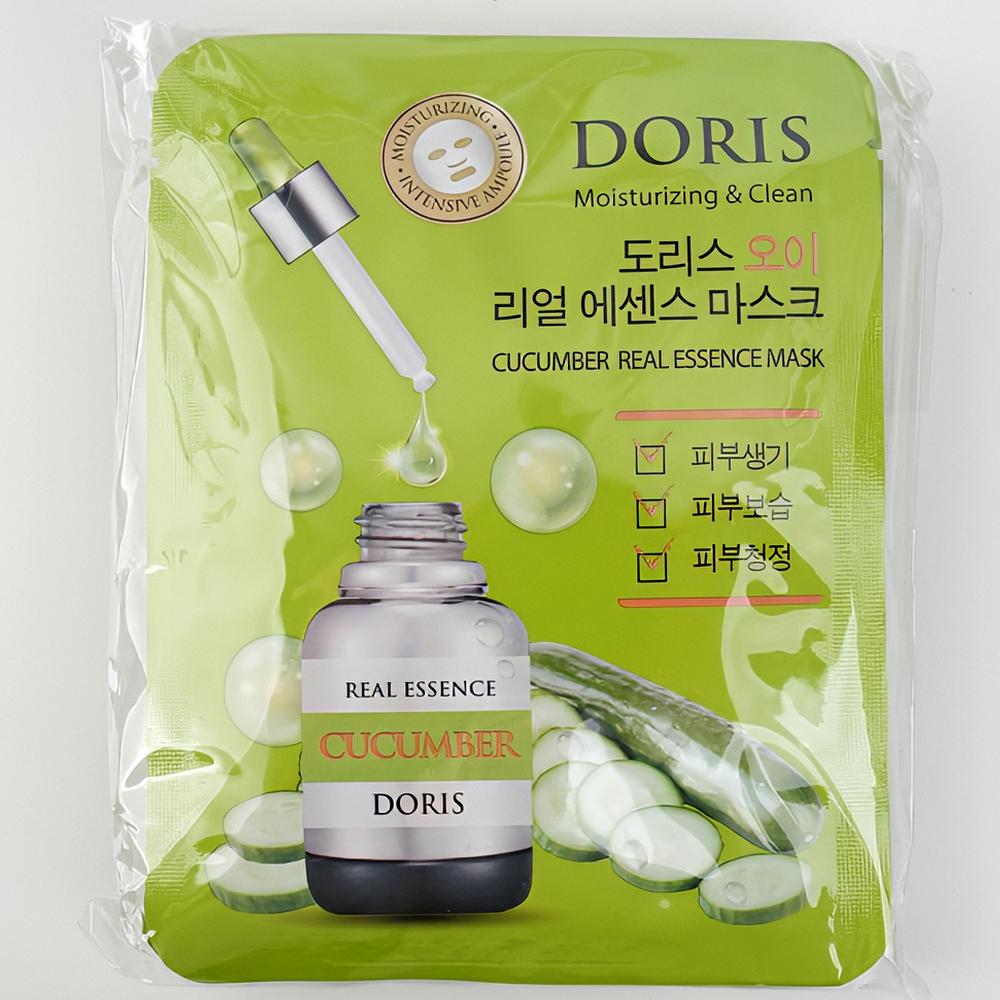 MOISTURIZING • INTENSIVE AMPOULE •
DORIS
Moisturizing & Clean
도리스 오이
리얼 에센스 마스크
CUCUMBER REAL ESSENCE MASK
피부생기
피부보습
피부청정
REAL ESSENCE
CUCUMBER
DORIS